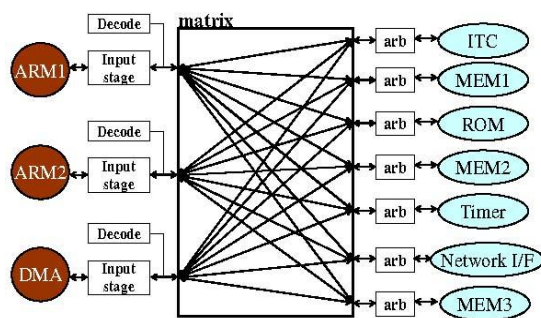 matrix
Decode
ARM1
Input
stage
Decode
ARM2
Input
stage
Decode
DMA
Input
stage
arb
ITC
arb
MEM1
arb
ROM
arb
MEM2
arb
Timer
arb
Network I/F
arb
MEM3